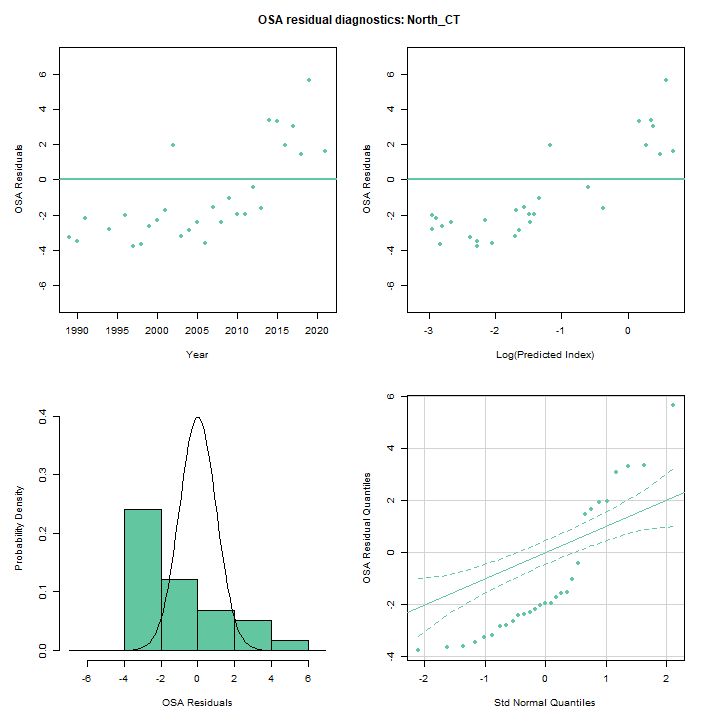 OSA residual diagnostics: North_CT
OSA Residuals
6
4
2
0
-2
-4
-6
1990 1995 2000 2005 2010 2015 2020
Year
OSA Residuals
6
4
2
0
-2
-4
-6
-3 -2 -1 0
Log(Predicted Index)
Probability Density
0.4
0.3
0.2
0.1
0.0
-6 -4 -2 0 2 4 6
OSA Residuals
OSA Residual Quantiles
6
4
2
0
-2
-4
-2 -1 0 1 2
Std Normal Quantiles